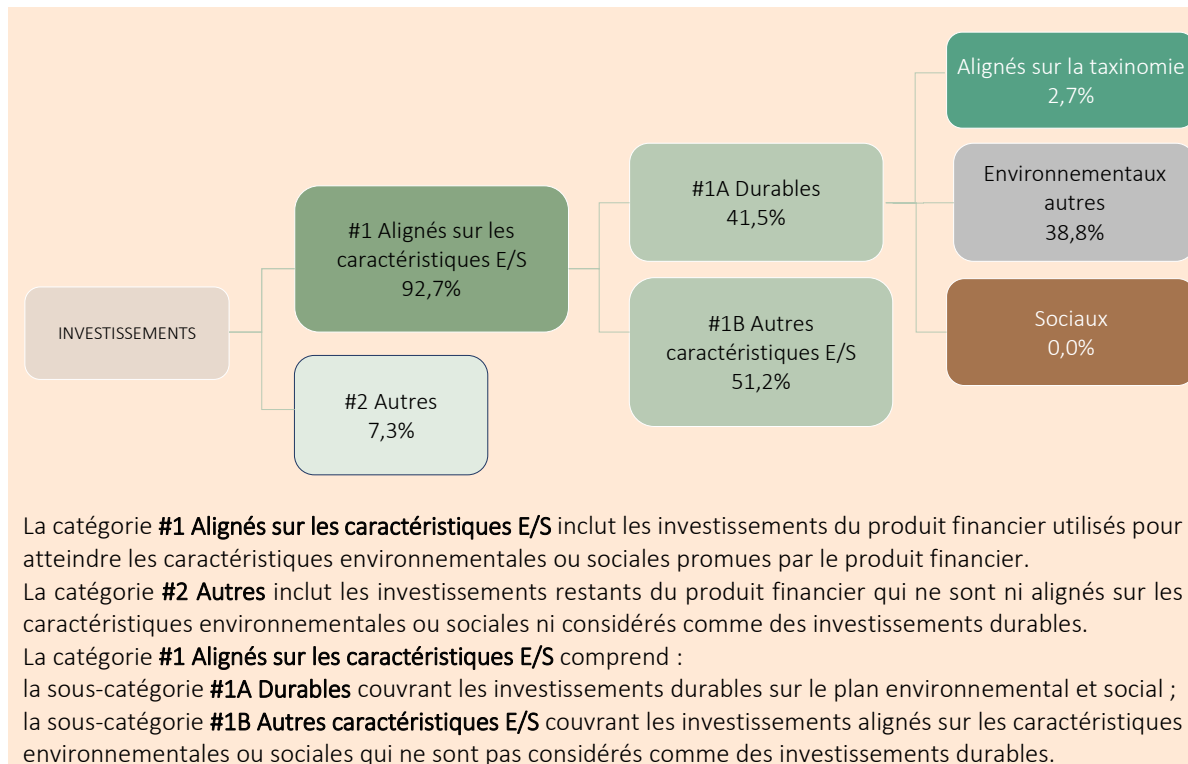 INVESTISSEMENTS
#1 Alignés sur les
caractéristiques E/S
92,7%
#2 Autres
7,3%
#1A Durables
41,5%
#1B Autres
caractéristiques E/S
51,2%
Alignés sur la taxinomie
2,7%
Environnementaux
autres
38,8%
Sociaux
0,0%
La catégorie #1 Alignés sur les caractéristiques E/S inclut les investissements du produit financier utilisés pour
atteindre les caractéristiques environnementales ou sociales promues par le produit financier.
La catégorie #2 Autres inclut les investissements restants du produit financier qui ne sont ni alignés sur les
caractéristiques environnementales ou sociales ni considérés comme des investissements durables.
La catégorie #1 Alignés sur les caractéristiques E/S comprend :
la sous-catégorie #1A Durables couvrant les investissements durables sur le plan environnemental et social ;
la sous-catégorie #1B Autres caractéristiques E/S couvrant les investissements alignés sur les caractéristiques
environnementales ou sociales qui ne sont pas considérés comme des investissements durables.